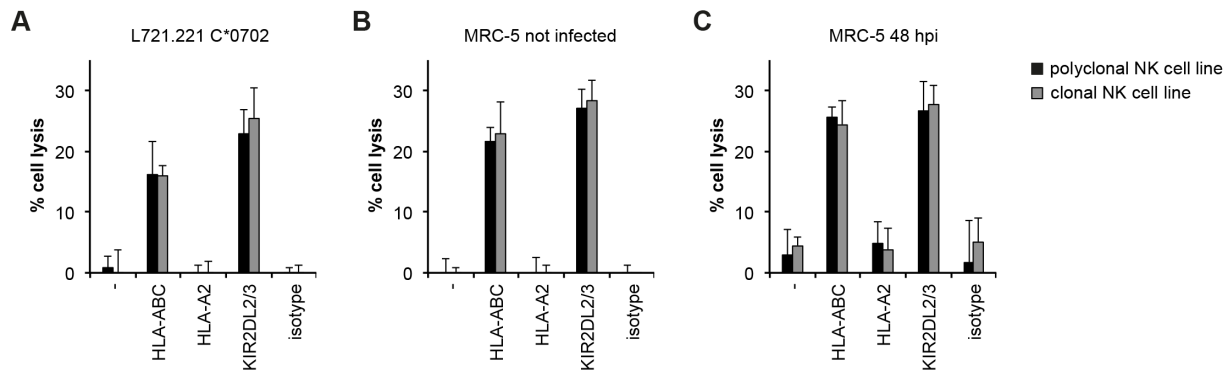 A
L721.221 C*0702
% cell lysis
30
20
10
0
-
HLA-ABC
HLA-A2
KIR2DL2/3
isotype
B
MRC-5 not infected
% cell lysis
30
20
10
0
-
HLA-ABC
HLA-A2
KIR2DL2/3
isotype
C
MRC-5 48 hpi
% cell lysis
30
20
10
0
-
HLA-ABC
HLA-A2
KIR2DL2/3
isotype
polyclonal NK cell line
clonal NK cell line